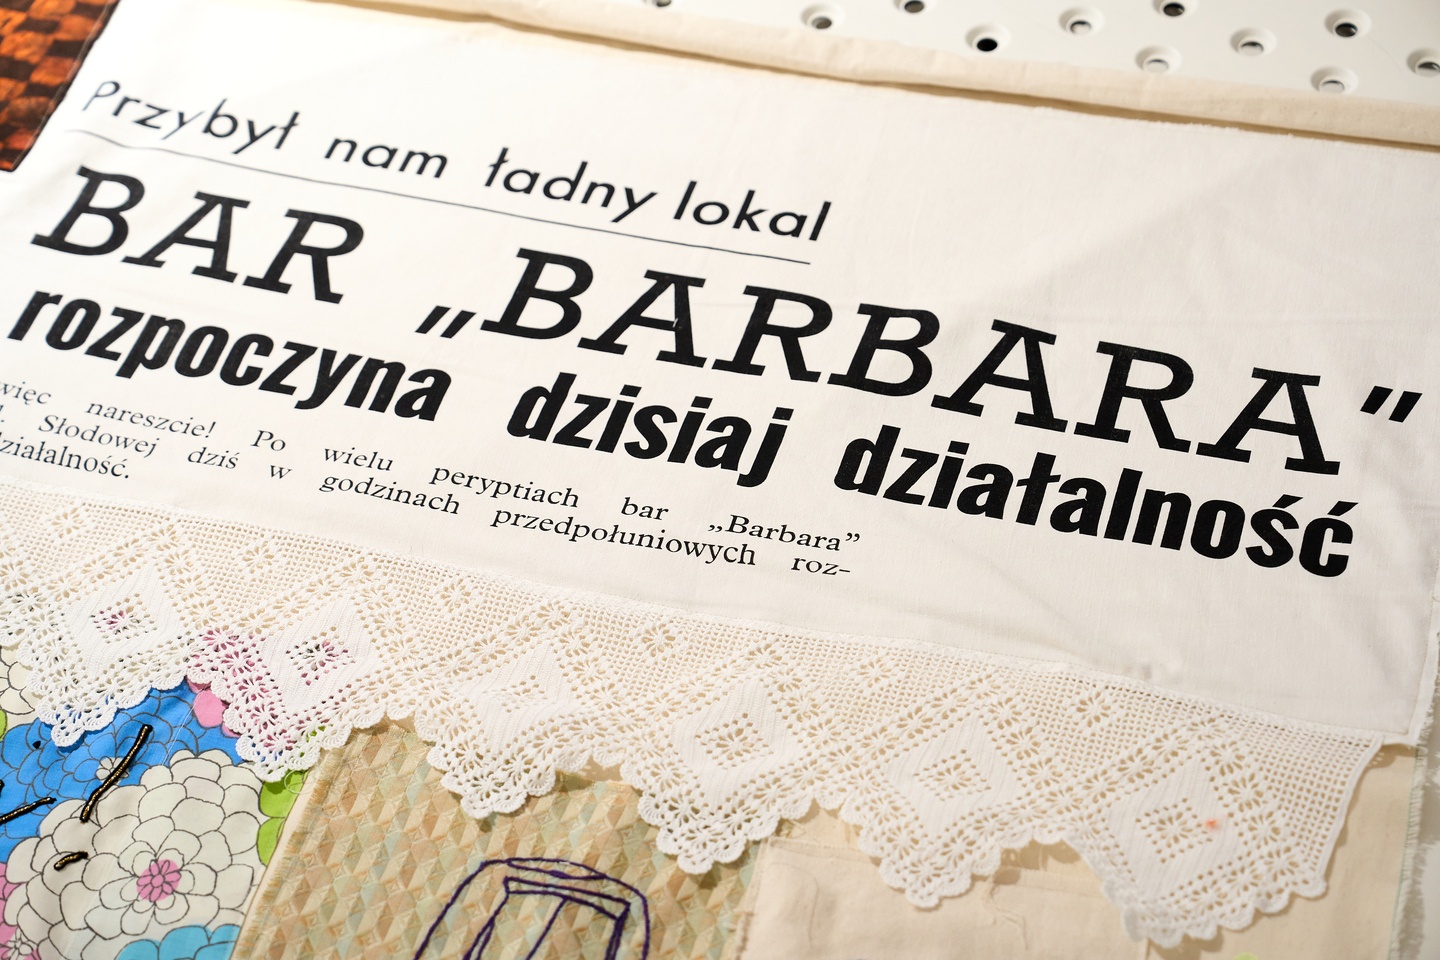 Przybył nam ładny lokal
BAR „BARBARA”
rozpoczyna dzisiaj działalność
więc nareszcie! Po wielu peryptiach bar „Barbara”
Słodowej dziś w godzinach przedpołuniowych roz-
działalność.